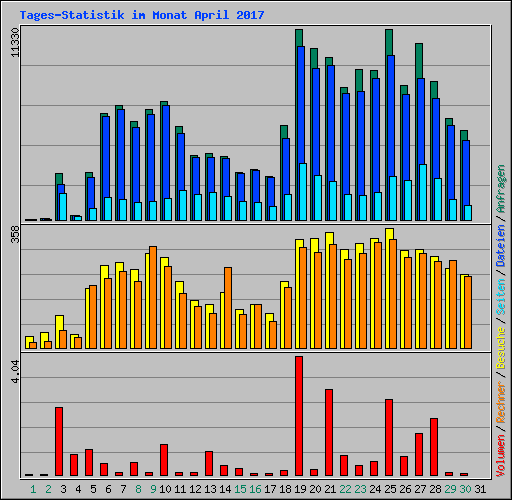 Tages-Statistik im Monat April 2017
11330
358
4.04
Volumen / Rechner / Besuche / Seiten / Dateien / Anfragen
1 2 3 4 5 6 7 8 9 10 11 12 13 14 15 16 17 18 19 20 21 22 23 24 25 26 27 28 29 30 31